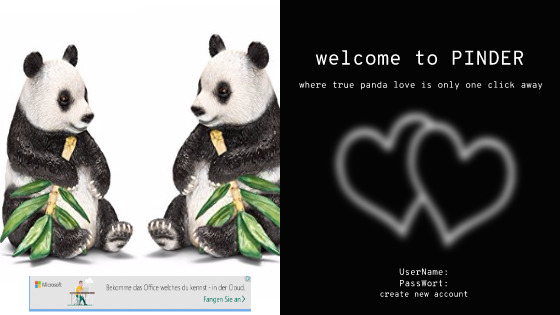 welcome to PINDER
where true panda love is only one click away
UserName:
PassWort:
create new account
Microsoft
Bekomme das Office welches du kennst - in der Cloud.
Fangen Sie an >